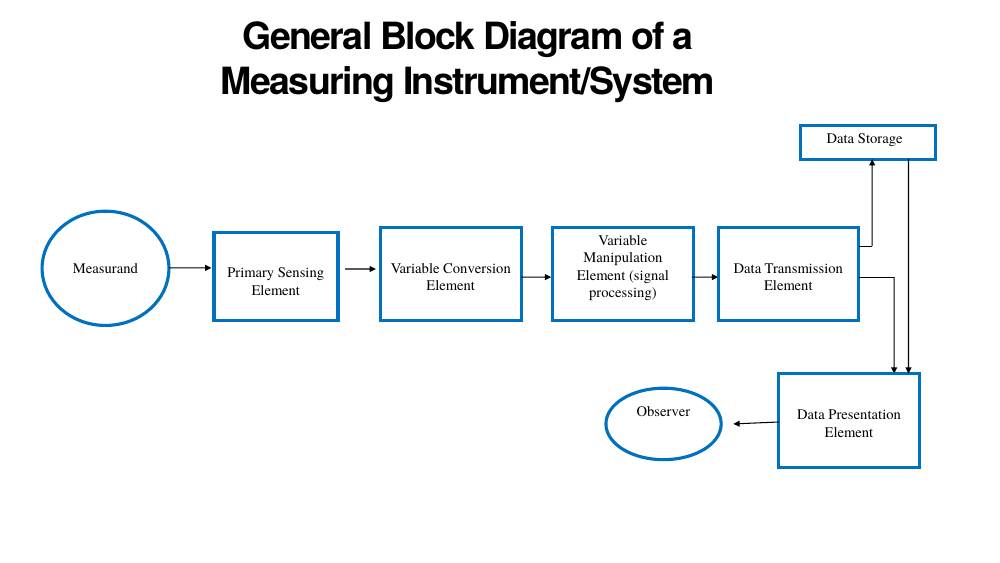 General Block Diagram of a
Measuring Instrument/System
Data Storage
Measurand
Primary Sensing
Element
Variable Conversion
Element
Variable
Manipulation
Element (signal
processing)
Data Transmission
Element
Observer
Data Presentation
Element